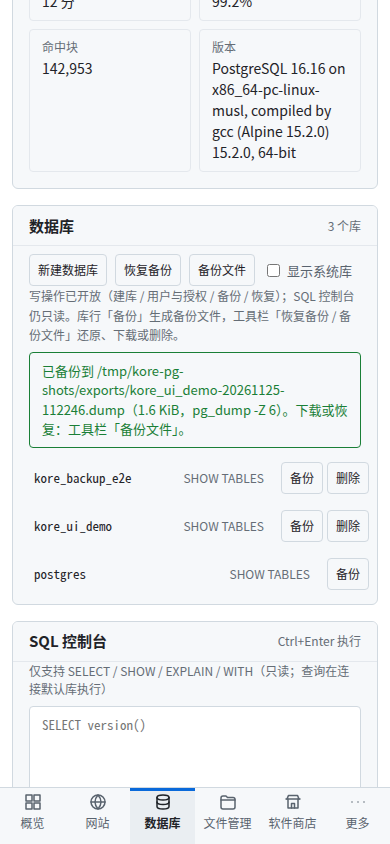 12 分
99.2%
命中块
142,953
版本
PostgreSQL 16.16 on
x86_64-pc-linux-
musl, compiled by
gcc (Alpine 15.2.0)
15.2.0, 64-bit
数据库
3 个库
新建数据库
恢复备份
备份文件
显示系统库
写操作已开放（建库 / 用户与授权 / 备份 / 恢复）；SQL 控制台
仍只读。库行「备份」生成备份文件，工具栏「恢复备份 / 备
份文件」还原、下载或删除。
已备份到 /tmp/kore-pg-
shots/exports/kore_ui_demo-20261125-
112246.dump（1.6 KiB，pg_dump -Z 6）。下载或恢
复：工具栏「备份文件」。
kore_backup_e2e
SHOW TABLES
备份
删除
kore_ui_demo
SHOW TABLES
备份
删除
postgres
SHOW TABLES
备份
SQL 控制台
Ctrl+Enter 执行
仅支持 SELECT / SHOW / EXPLAIN / WITH（只读；查询在连
接默认库执行）
SELECT version()
概览
网站
数据库
文件管理
软件商店
更多